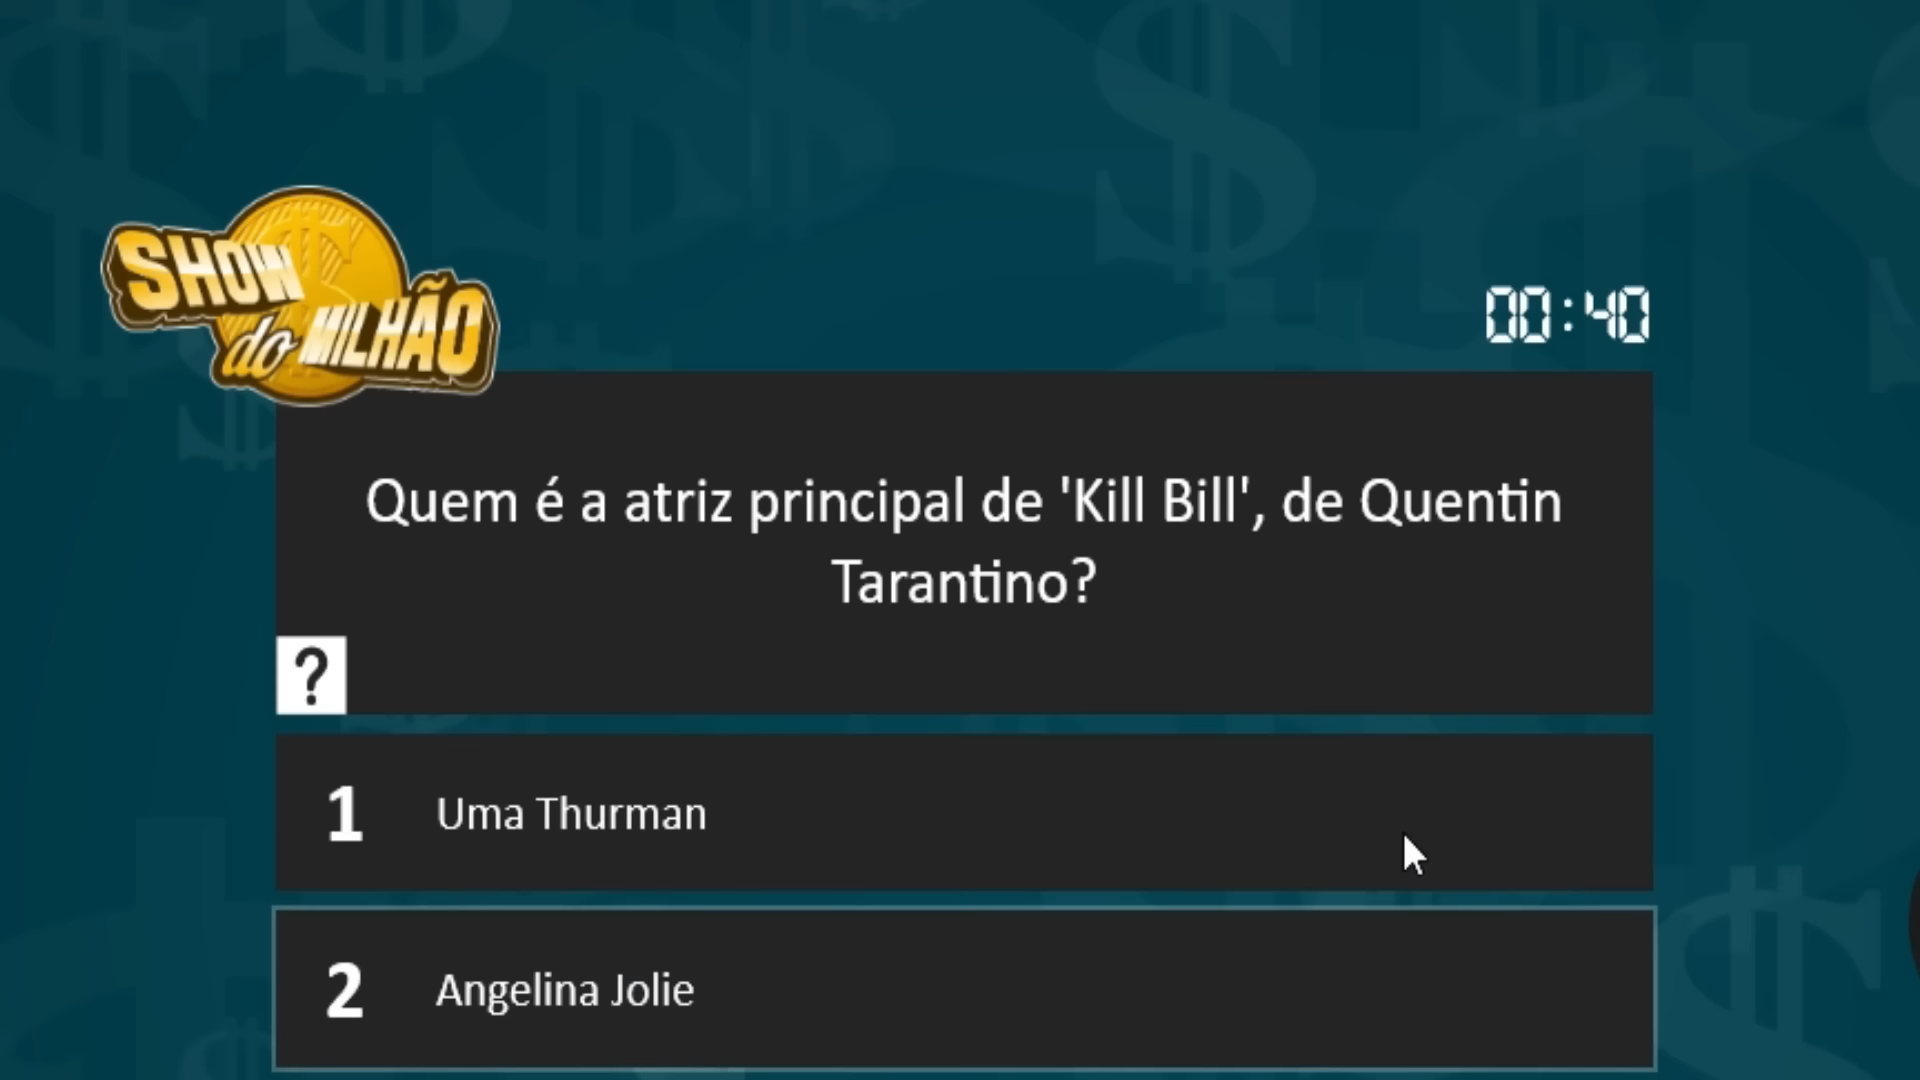 SHOW
do MILHÃO
00:40
Quem é a atriz principal de 'Kill Bill', de Quentin
Tarantino?
?
1 Uma Thurman
2 Angelina Jolie